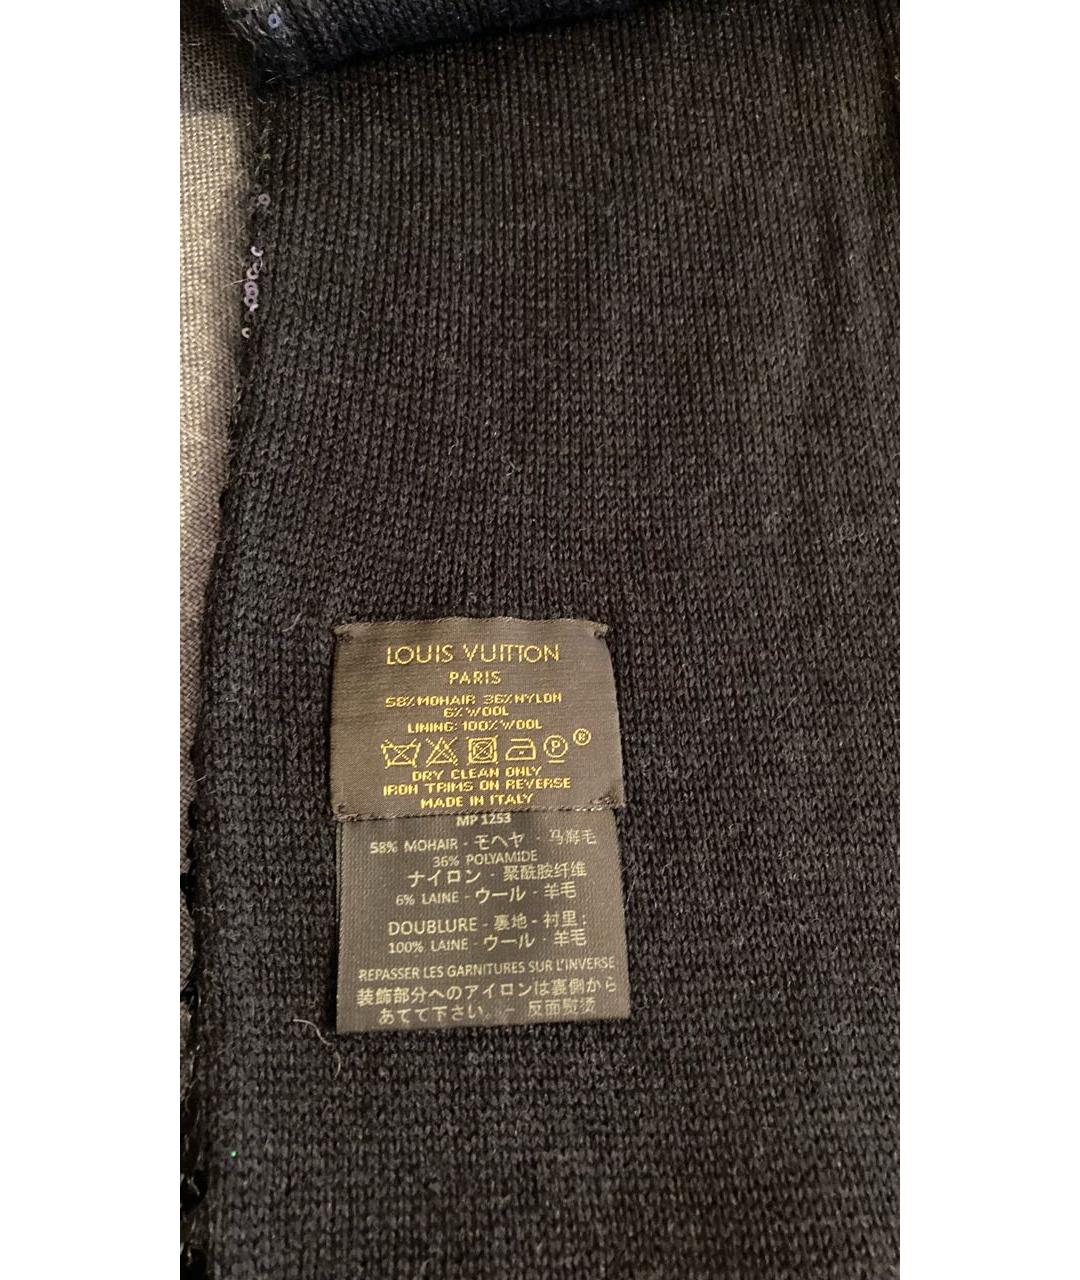 LOUIS VUITTON
PARIS
58%MOHAIR 36%NYLON
6%WOOL
LINING:100%WOOL
P ®
DRY CLEAN ONLY
IRON TRIMS ON REVERSE
MADE IN ITALY
MP 1253
58% MOHAIR - モヘヤ - 马海毛
36% POLYAMIDE
ナイロン - 聚酰胺纤维
6% LAINE - ウール - 羊毛
DOUBLURE - 裏地 - 衬里 :
100% LAINE - ウール - 羊毛
REPASSER LES GARNITURES SUR L'INVERSE
装飾部分へのアイロンは裏側から
あてて下さい。 - 反面熨烫